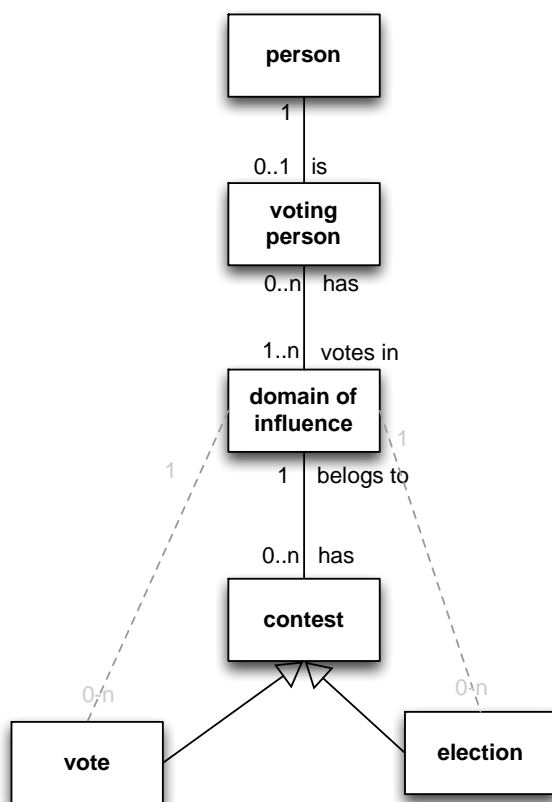 person
1
0..1 is
voting
person
0..n has
1..n votes in
domain of
influence
1
1
1 belogs to
0..n has
contest
0-n
0-n
vote
election